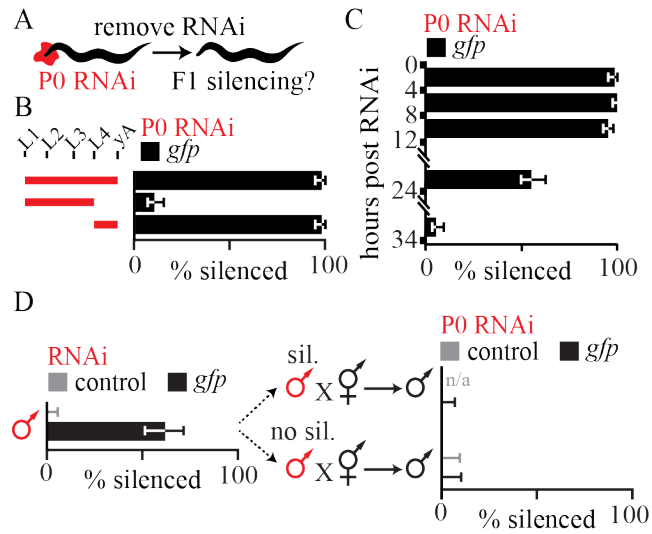 A
remove RNAi
P0 RNAi
F1 silencing?
B
L1 L2 L3 L4 yA
P0 RNAi
gfp
0 100
% silenced
C
P0 RNAi
gfp
hours post RNAi
0
4
8
12
24
34
0 100
% silenced
D
RNAi
control gfp
♂
0 100
% silenced
sil.
♂ X ⚥ → ♂
no sil.
♂ X ⚥ → ♂
P0 RNAi
control gfp
n/a
0 100
% silenced